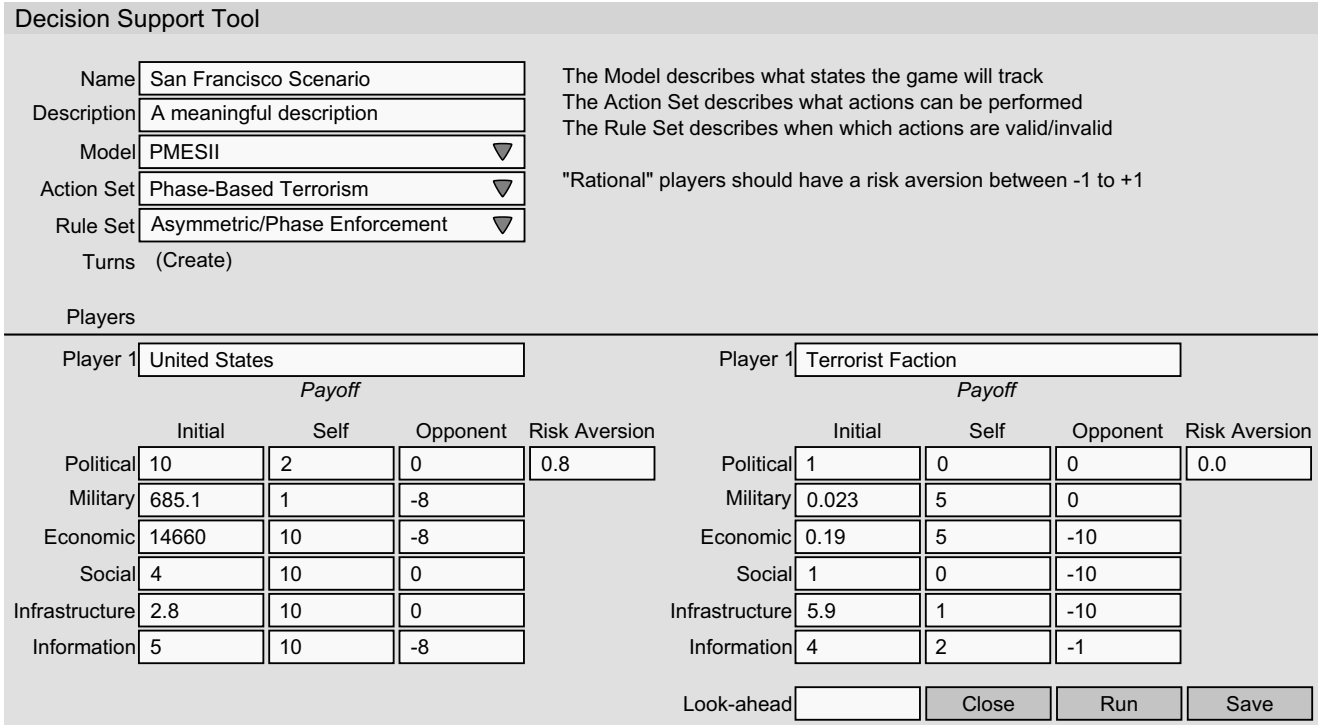 Decision Support Tool
Name San Francisco Scenario
Description A meaningful description
Model PMESII
Action Set Phase-Based Terrorism
Rule Set Asymmetric/Phase Enforcement
Turns (Create)
The Model describes what states the game will track
The Action Set describes what actions can be performed
The Rule Set describes when which actions are valid/invalid
"Rational" players should have a risk aversion between -1 to +1
Players
Player 1 United States
Payoff
Initial Self Opponent Risk Aversion
Political 10 2 0 0.8
Military 685.1 1 -8
Economic 14660 10 -8
Social 4 10 0
Infrastructure 2.8 10 0
Information 5 10 -8
Player 1 Terrorist Faction
Payoff
Initial Self Opponent Risk Aversion
Political 1 0 0 0.0
Military 0.023 5 0
Economic 0.19 5 -10
Social 1 0 -10
Infrastructure 5.9 1 -10
Information 4 2 -1
Look-ahead Close Run Save